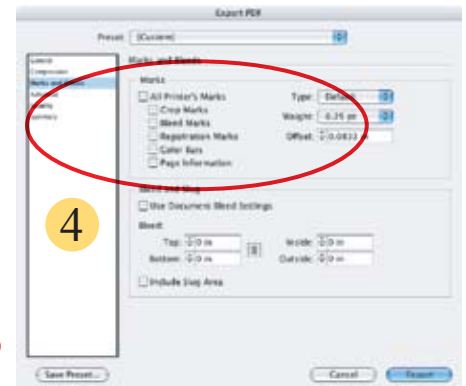 Export PDF
Preset: [Custom]
General
Compression
Marks and Bleeds
Advanced
Security
Summary
Marks and Bleeds
Marks
All Printer's Marks
Crop Marks
Bleed Marks
Registration Marks
Color Bars
Page Information
Type: Default
Weight: 0.25 pt
Offset: 0.0833 in
Bleed and Slug
Use Document Bleed Settings
Bleed:
Top: 0 in
Bottom: 0 in
Inside: 0 in
Outside: 0 in
Include Slug Area
4
Save Preset...
Cancel
Export